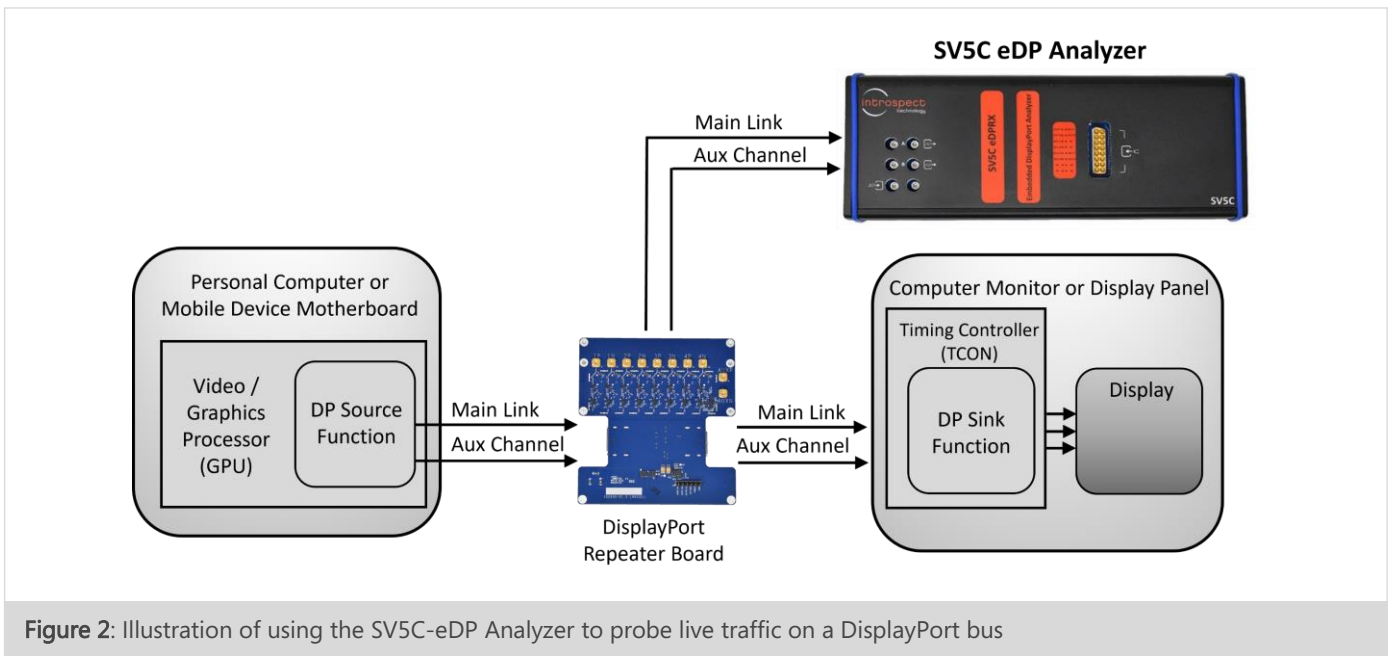 SV5C eDP Analyzer
introspect
technology
SV5C eDPRX
Embedded DisplayPort Analyzer
SV5C
Main Link
Aux Channel
Personal Computer or
Mobile Device Motherboard
Video /
Graphics
Processor
(GPU)
DP Source
Function
Main Link
Aux Channel
DisplayPort
Repeater Board
Main Link
Aux Channel
Computer Monitor or Display Panel
Timing Controller
(TCON)
DP Sink
Function
Display
Figure 2: Illustration of using the SV5C-eDP Analyzer to probe live traffic on a DisplayPort bus